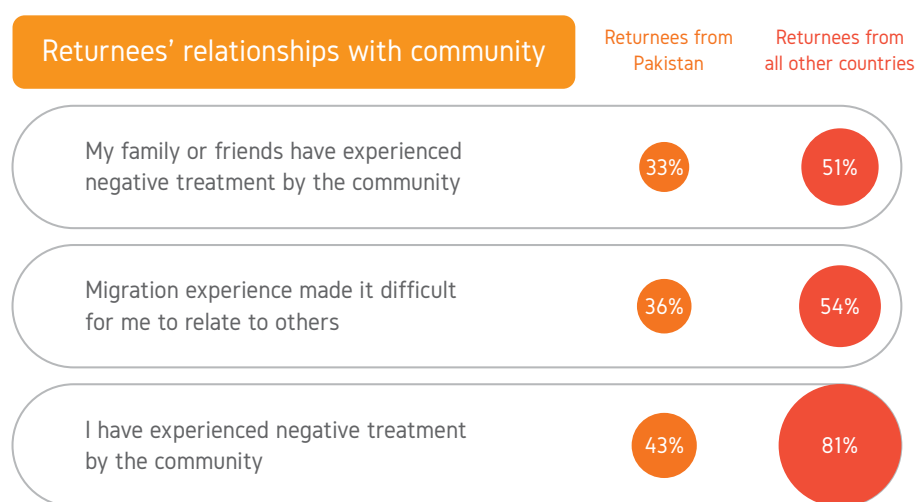 Returnees’ relationships with community
Returnees from
Pakistan
Returnees from
all other countries
My family or friends have experienced
negative treatment by the community
33%
51%
Migration experience made it difficult
for me to relate to others
36%
54%
I have experienced negative treatment
by the community
43%
81%